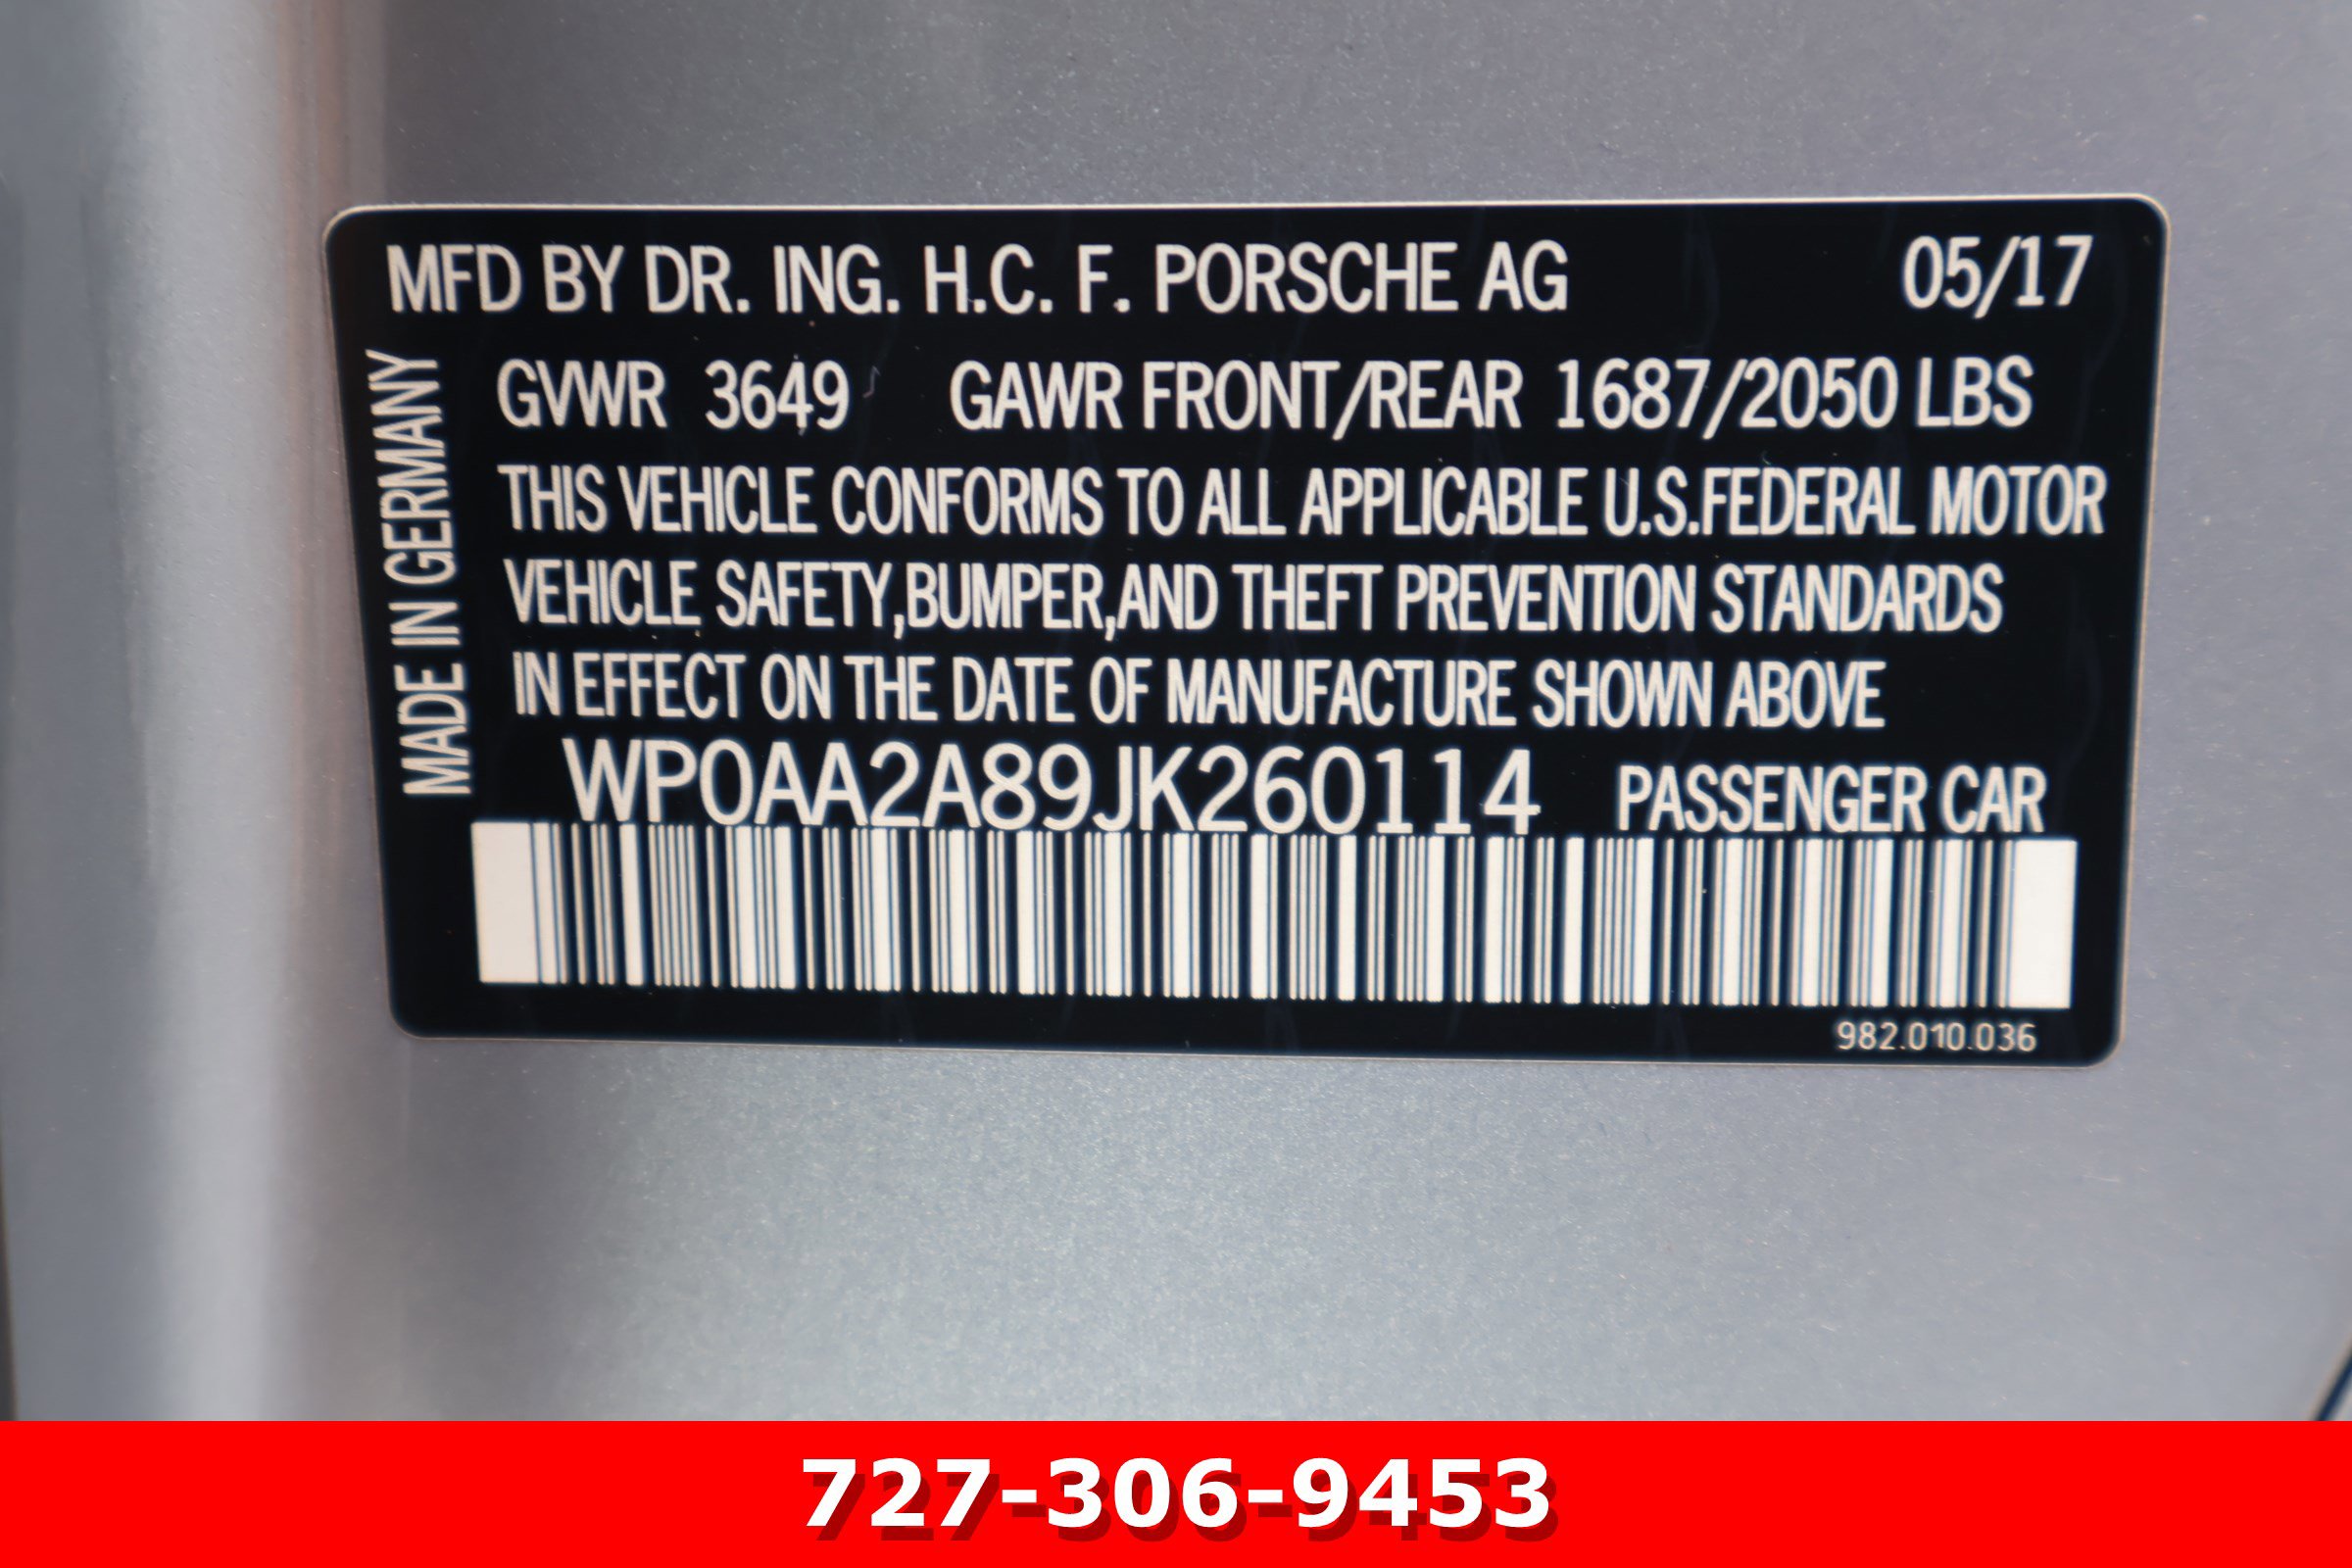 MFD BY DR. ING. H.C. F. PORSCHE AG 05/17
MADE IN GERMANY
GVWR 3649 GAWR FRONT/REAR 1687/2050 LBS
THIS VEHICLE CONFORMS TO ALL APPLICABLE U.S.FEDERAL MOTOR
VEHICLE SAFETY,BUMPER,AND THEFT PREVENTION STANDARDS
IN EFFECT ON THE DATE OF MANUFACTURE SHOWN ABOVE
WP0AA2A89JK260114 PASSENGER CAR
982.010.036
727-306-9453